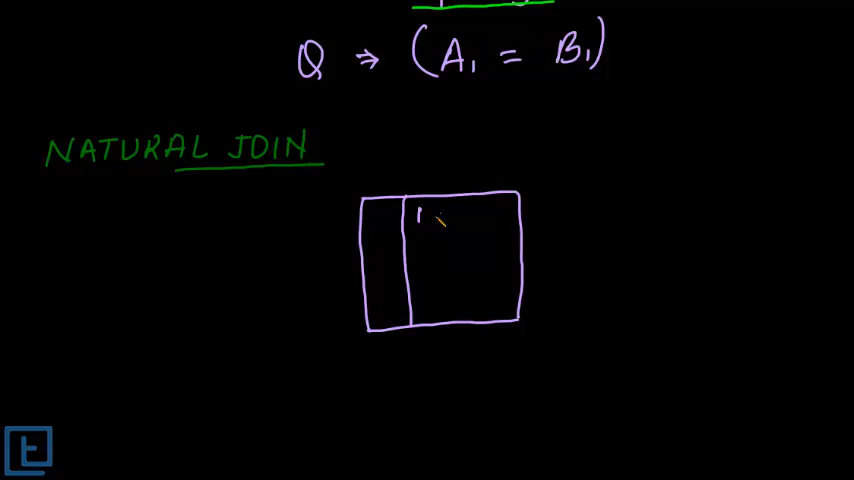 Q → (A₁ = B₁)
NATURAL JOIN